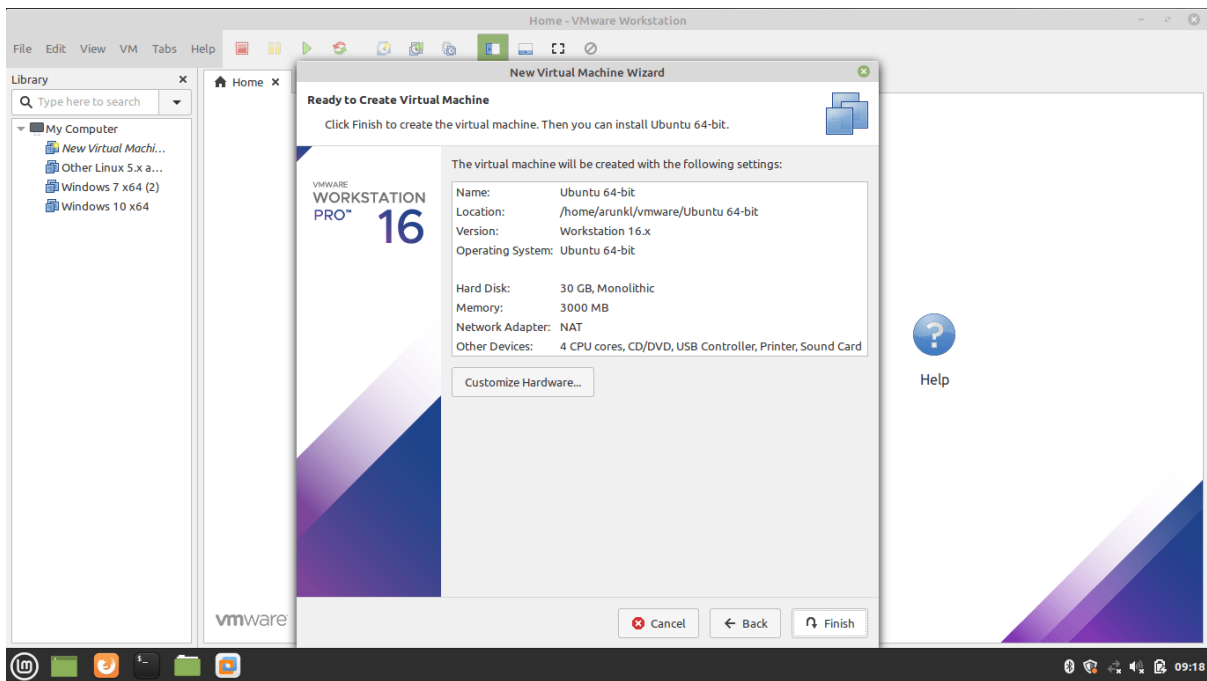 Home - VMware Workstation
File Edit View VM Tabs Help
Library
Home
Type here to search
My Computer
New Virtual Machi...
Other Linux 5.x a...
Windows 7 x64 (2)
Windows 10 x64
New Virtual Machine Wizard
Ready to Create Virtual Machine
Click Finish to create the virtual machine. Then you can install Ubuntu 64-bit.
VMWARE
WORKSTATION
PRO™ 16
The virtual machine will be created with the following settings:
Name: Ubuntu 64-bit
Location: /home/arunkl/vmware/Ubuntu 64-bit
Version: Workstation 16.x
Operating System: Ubuntu 64-bit
Hard Disk: 30 GB, Monolithic
Memory: 3000 MB
Network Adapter: NAT
Other Devices: 4 CPU cores, CD/DVD, USB Controller, Printer, Sound Card
Customize Hardware...
Help
vmware
Cancel Back Finish
09:18